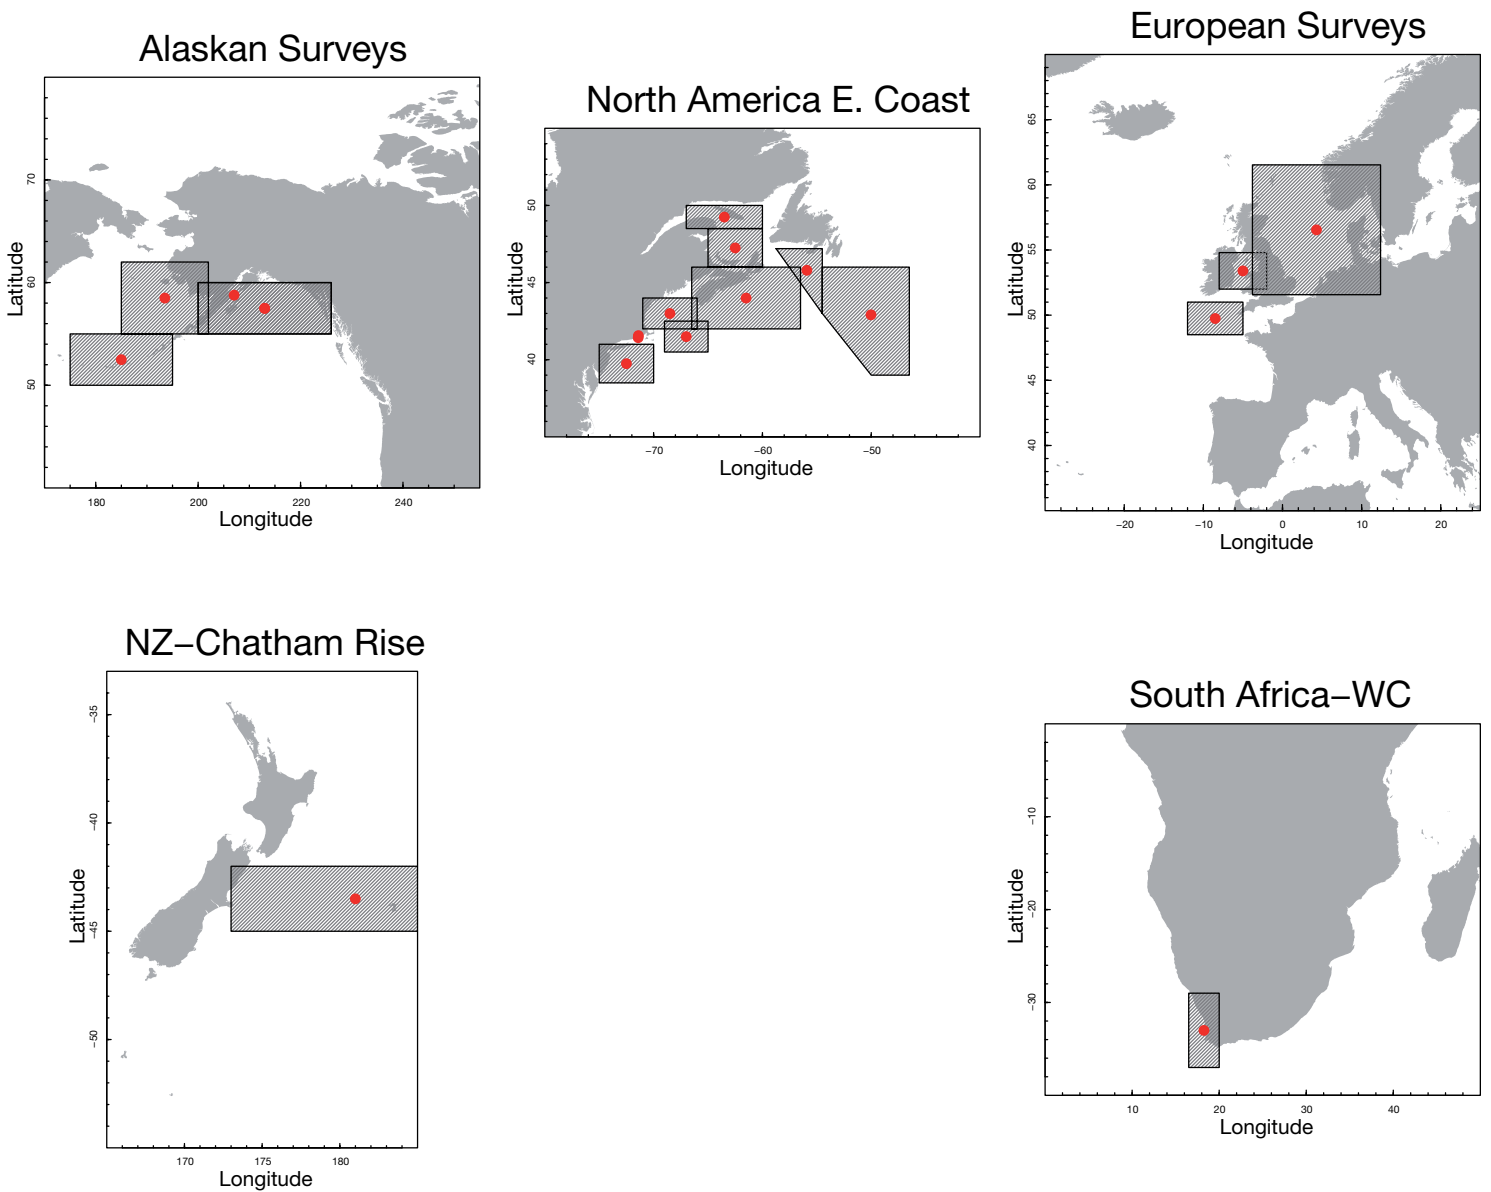 Alaskan Surveys
Latitude
70
60
50
180 200 220 240
Longitude
North America E. Coast
Latitude
50
45
40
−70 −60 −50
Longitude
European Surveys
Latitude
65
60
55
50
45
40
−20 −10 0 10 20
Longitude
NZ−Chatham Rise
Latitude
−35
−40
−45
−50
170 175 180
Longitude
South Africa−WC
Latitude
−10
−20
−30
10 20 30 40
Longitude